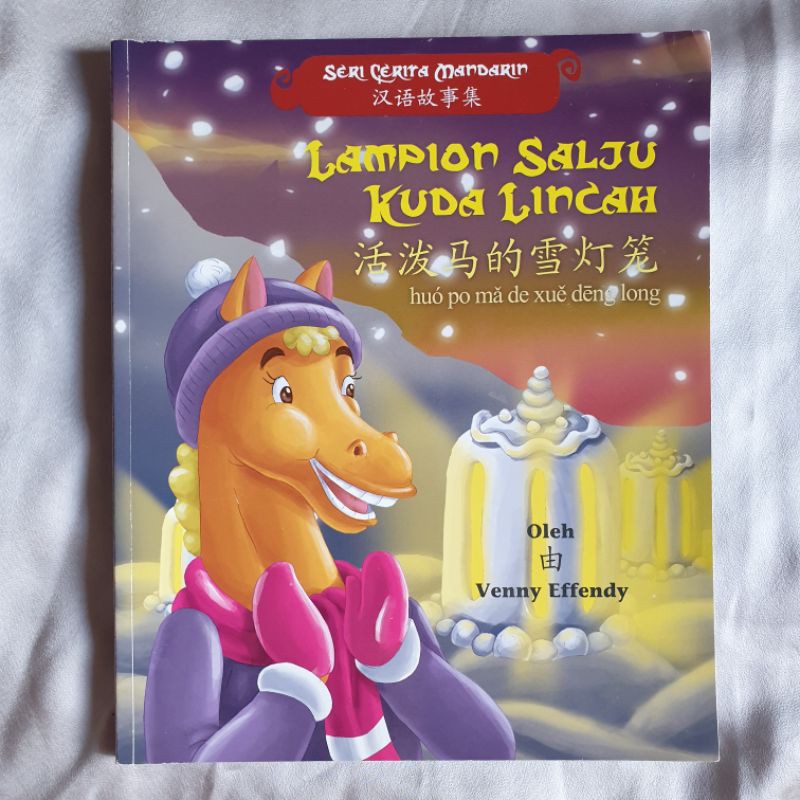 Seri Cerita Mandarin
汉语故事集
Lampion Salju
Kuda Lincah
活泼马的雪灯笼
huó po mǎ de xuě dēng long
Oleh
由
Venny Effendy